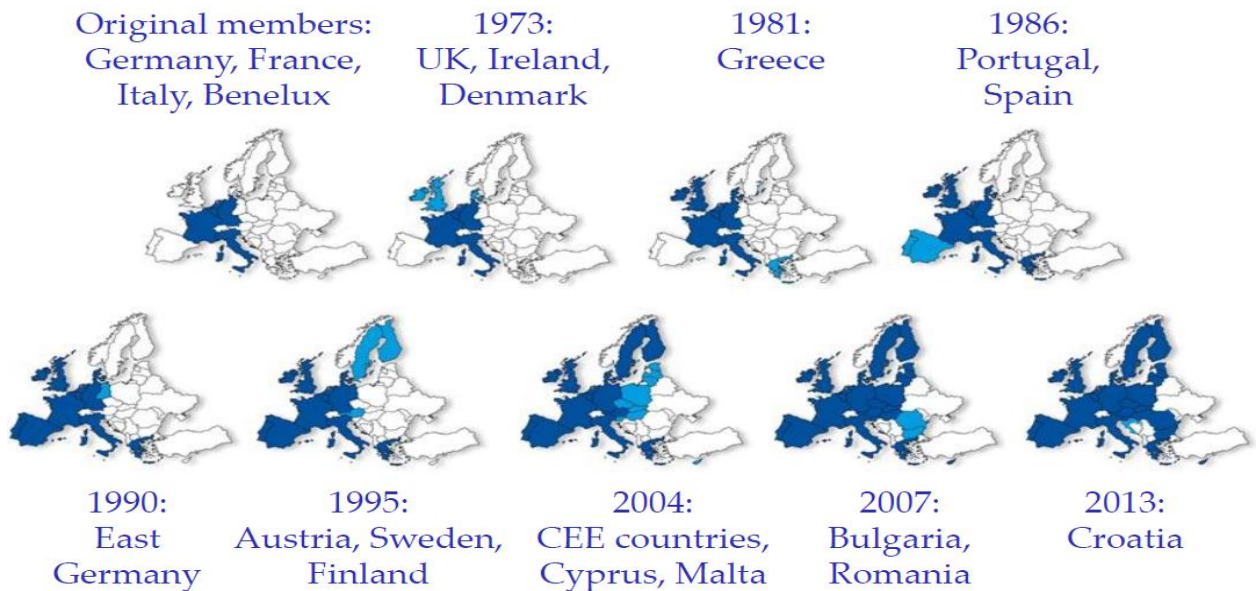 Original members:
Germany, France,
Italy, Benelux
1973:
UK, Ireland,
Denmark
1981:
Greece
1986:
Portugal,
Spain
1990:
East
Germany
1995:
Austria, Sweden,
Finland
2004:
CEE countries,
Cyprus, Malta
2007:
Bulgaria,
Romania
2013:
Croatia